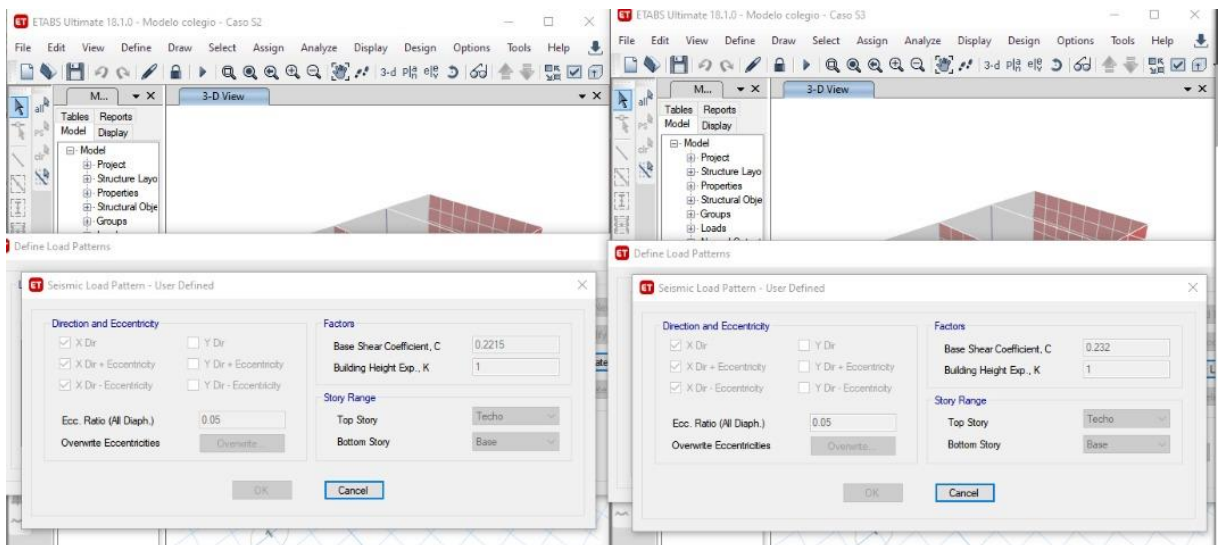 ETABS Ultimate 18.1.0 - Modelo colegio - Caso S2
File Edit View Define Draw Select Assign Analyze Display Design Options Tools Help
3-d
M...
3-D View
all
Tables Reports
Model Display
Model
Project
Structure Layo
Properties
Structural Obje
Groups
Define Load Patterns
Seismic Load Pattern - User Defined
Direction and Eccentricity
X Dir
Y Dir
X Dir + Eccentricity
Y Dir + Eccentricity
X Dir - Eccentricity
Y Dir - Eccentricity
Ecc. Ratio (All Diaph.)
0.05
Overwrite Eccentricities
Overwrite...
Factors
Base Shear Coefficient, C
0.2215
Building Height Exp., K
1
Story Range
Top Story
Techo
Bottom Story
Base
OK
Cancel
ETABS Ultimate 18.1.0 - Modelo colegio - Caso S3
File Edit View Define Draw Select Assign Analyze Display Design Options Tools Help
3-d
M...
3-D View
all
Tables Reports
Model Display
Model
Project
Structure Layo
Properties
Structural Obje
Groups
Loads
Define Load Patterns
Seismic Load Pattern - User Defined
Direction and Eccentricity
X Dir
Y Dir
X Dir + Eccentricity
Y Dir + Eccentricity
X Dir - Eccentricity
Y Dir - Eccentricity
Ecc. Ratio (All Diaph.)
0.05
Overwrite Eccentricities
Overwrite...
Factors
Base Shear Coefficient, C
0.232
Building Height Exp., K
1
Story Range
Top Story
Techo
Bottom Story
Base
OK
Cancel